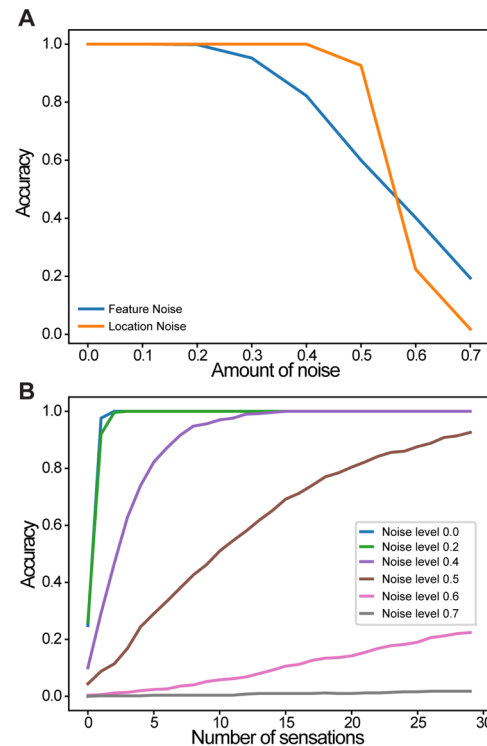 A
1.0
0.8
0.6
0.4
0.2
0.0
Accuracy
Feature Noise
Location Noise
0.0 0.1 0.2 0.3 0.4 0.5 0.6 0.7
Amount of noise
B
1.0
0.8
0.6
0.4
0.2
0.0
Accuracy
Noise level 0.0
Noise level 0.2
Noise level 0.4
Noise level 0.5
Noise level 0.6
Noise level 0.7
0 5 10 15 20 25 30
Number of sensations